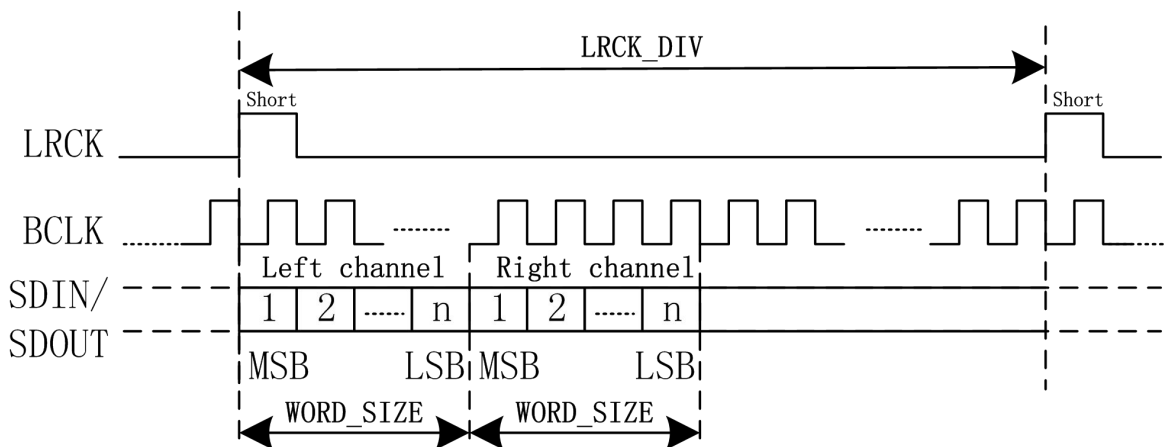 LRCK_DIV
Short Short
LRCK
BCLK
Left channel Right channel
SDIN/
SDOUT
1 2 ...... n 1 2 ...... n
MSB LSB MSB LSB
WORD_SIZE WORD_SIZE